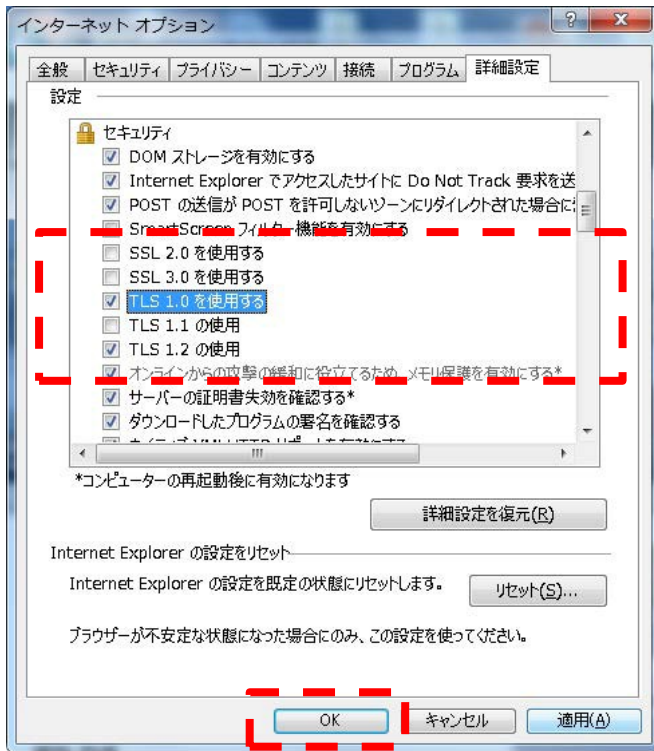 インターネット オプション
全般 セキュリティ プライバシー コンテンツ 接続 プログラム 詳細設定
設定
セキュリティ
DOM ストレージを有効にする
Internet Explorer でアクセスしたサイトに Do Not Track 要求を送
POST の送信が POST を許可しないゾーンにリダイレクトされた場合に
SmartScreen フィルター機能を有効にする
SSL 2.0 を使用する
SSL 3.0 を使用する
TLS 1.0 を使用する
TLS 1.1 の使用
TLS 1.2 の使用
オンラインからの攻撃の緩和に役立てるため、メモリ保護を有効にする*
サーバーの証明書失効を確認する*
ダウンロードしたプログラムの署名を確認する
*コンピューターの再起動後に有効になります
詳細設定を復元(R)
Internet Explorer の設定をリセット
Internet Explorer の設定を既定の状態にリセットします。
リセット(S)...
ブラウザーが不安定な状態になった場合にのみ、この設定を使ってください。
OK キャンセル 適用(A)